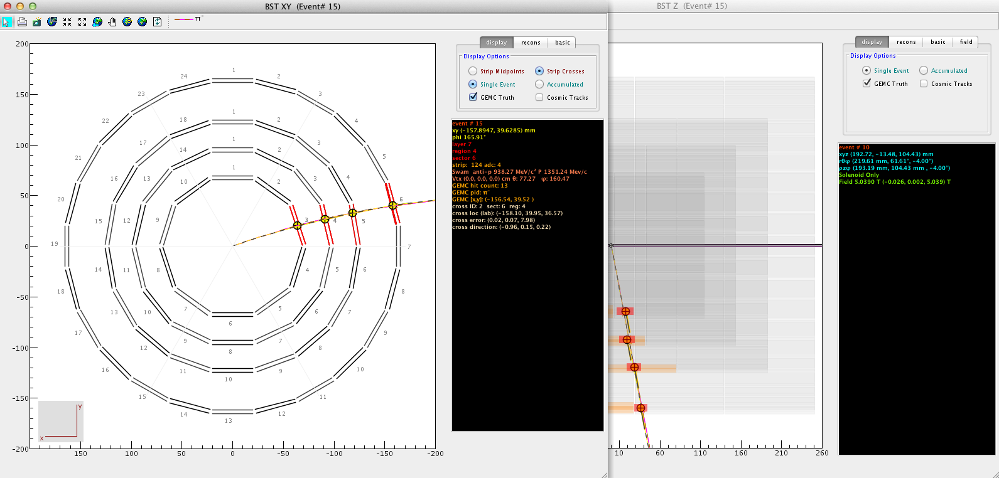 BST XY (Event# 15)
BST Z (Event# 15)
π⁻
display recons basic
Display Options
Strip Midpoints Strip Crosses
Single Event Accumulated
GEMC Truth Cosmic Tracks
event # 15
xy (-157.8947, 39.6285) mm
phi 165.91°
layer 7
region 4
sector 6
strip: 124 adc: 4
Swam anti-p 938.27 MeV/c² P 1351.24 MeV/c
Vtx (0.0, 0.0, 0.0) cm θ: 77.27 φ: 160.47
GEMC hit count: 13
GEMC pid: π⁻
GEMC [x,y]: (-156.54, 39.52 )
cross ID: 2 sect: 6 reg: 4
cross loc (lab): (-158.10, 39.95, 36.57)
cross error: (0.02, 0.07, 7.98)
cross direction: (-0.96, 0.15, 0.22)
200
150
100
50
0
-50
-100
-150
-200
150 100 50 0 -50 -100 -150 -200
1
2
3
4
5
6
7
8
9
10
11
12
13
14
15
16
17
18
19
20
21
22
23
24
1
2
3
4
5
6
7
8
9
10
11
12
13
14
15
16
17
18
1
2
4
5
6
7
8
9
10
11
12
14
1
3
4
5
6
7
8
9
10
y
x
display recons basic field
Display Options
Single Event Accumulated
GEMC Truth Cosmic Tracks
event # 10
xyz (192.72, -13.48, 104.43) mm
rθφ (219.61 mm, 61.61°, -4.00°)
ρzφ (193.19 mm, 104.43 mm , -4.00°)
Solenoid Only
Field 5.0390 T (-0.026, 0.002, 5.039) T
10 60 110 160 210 260